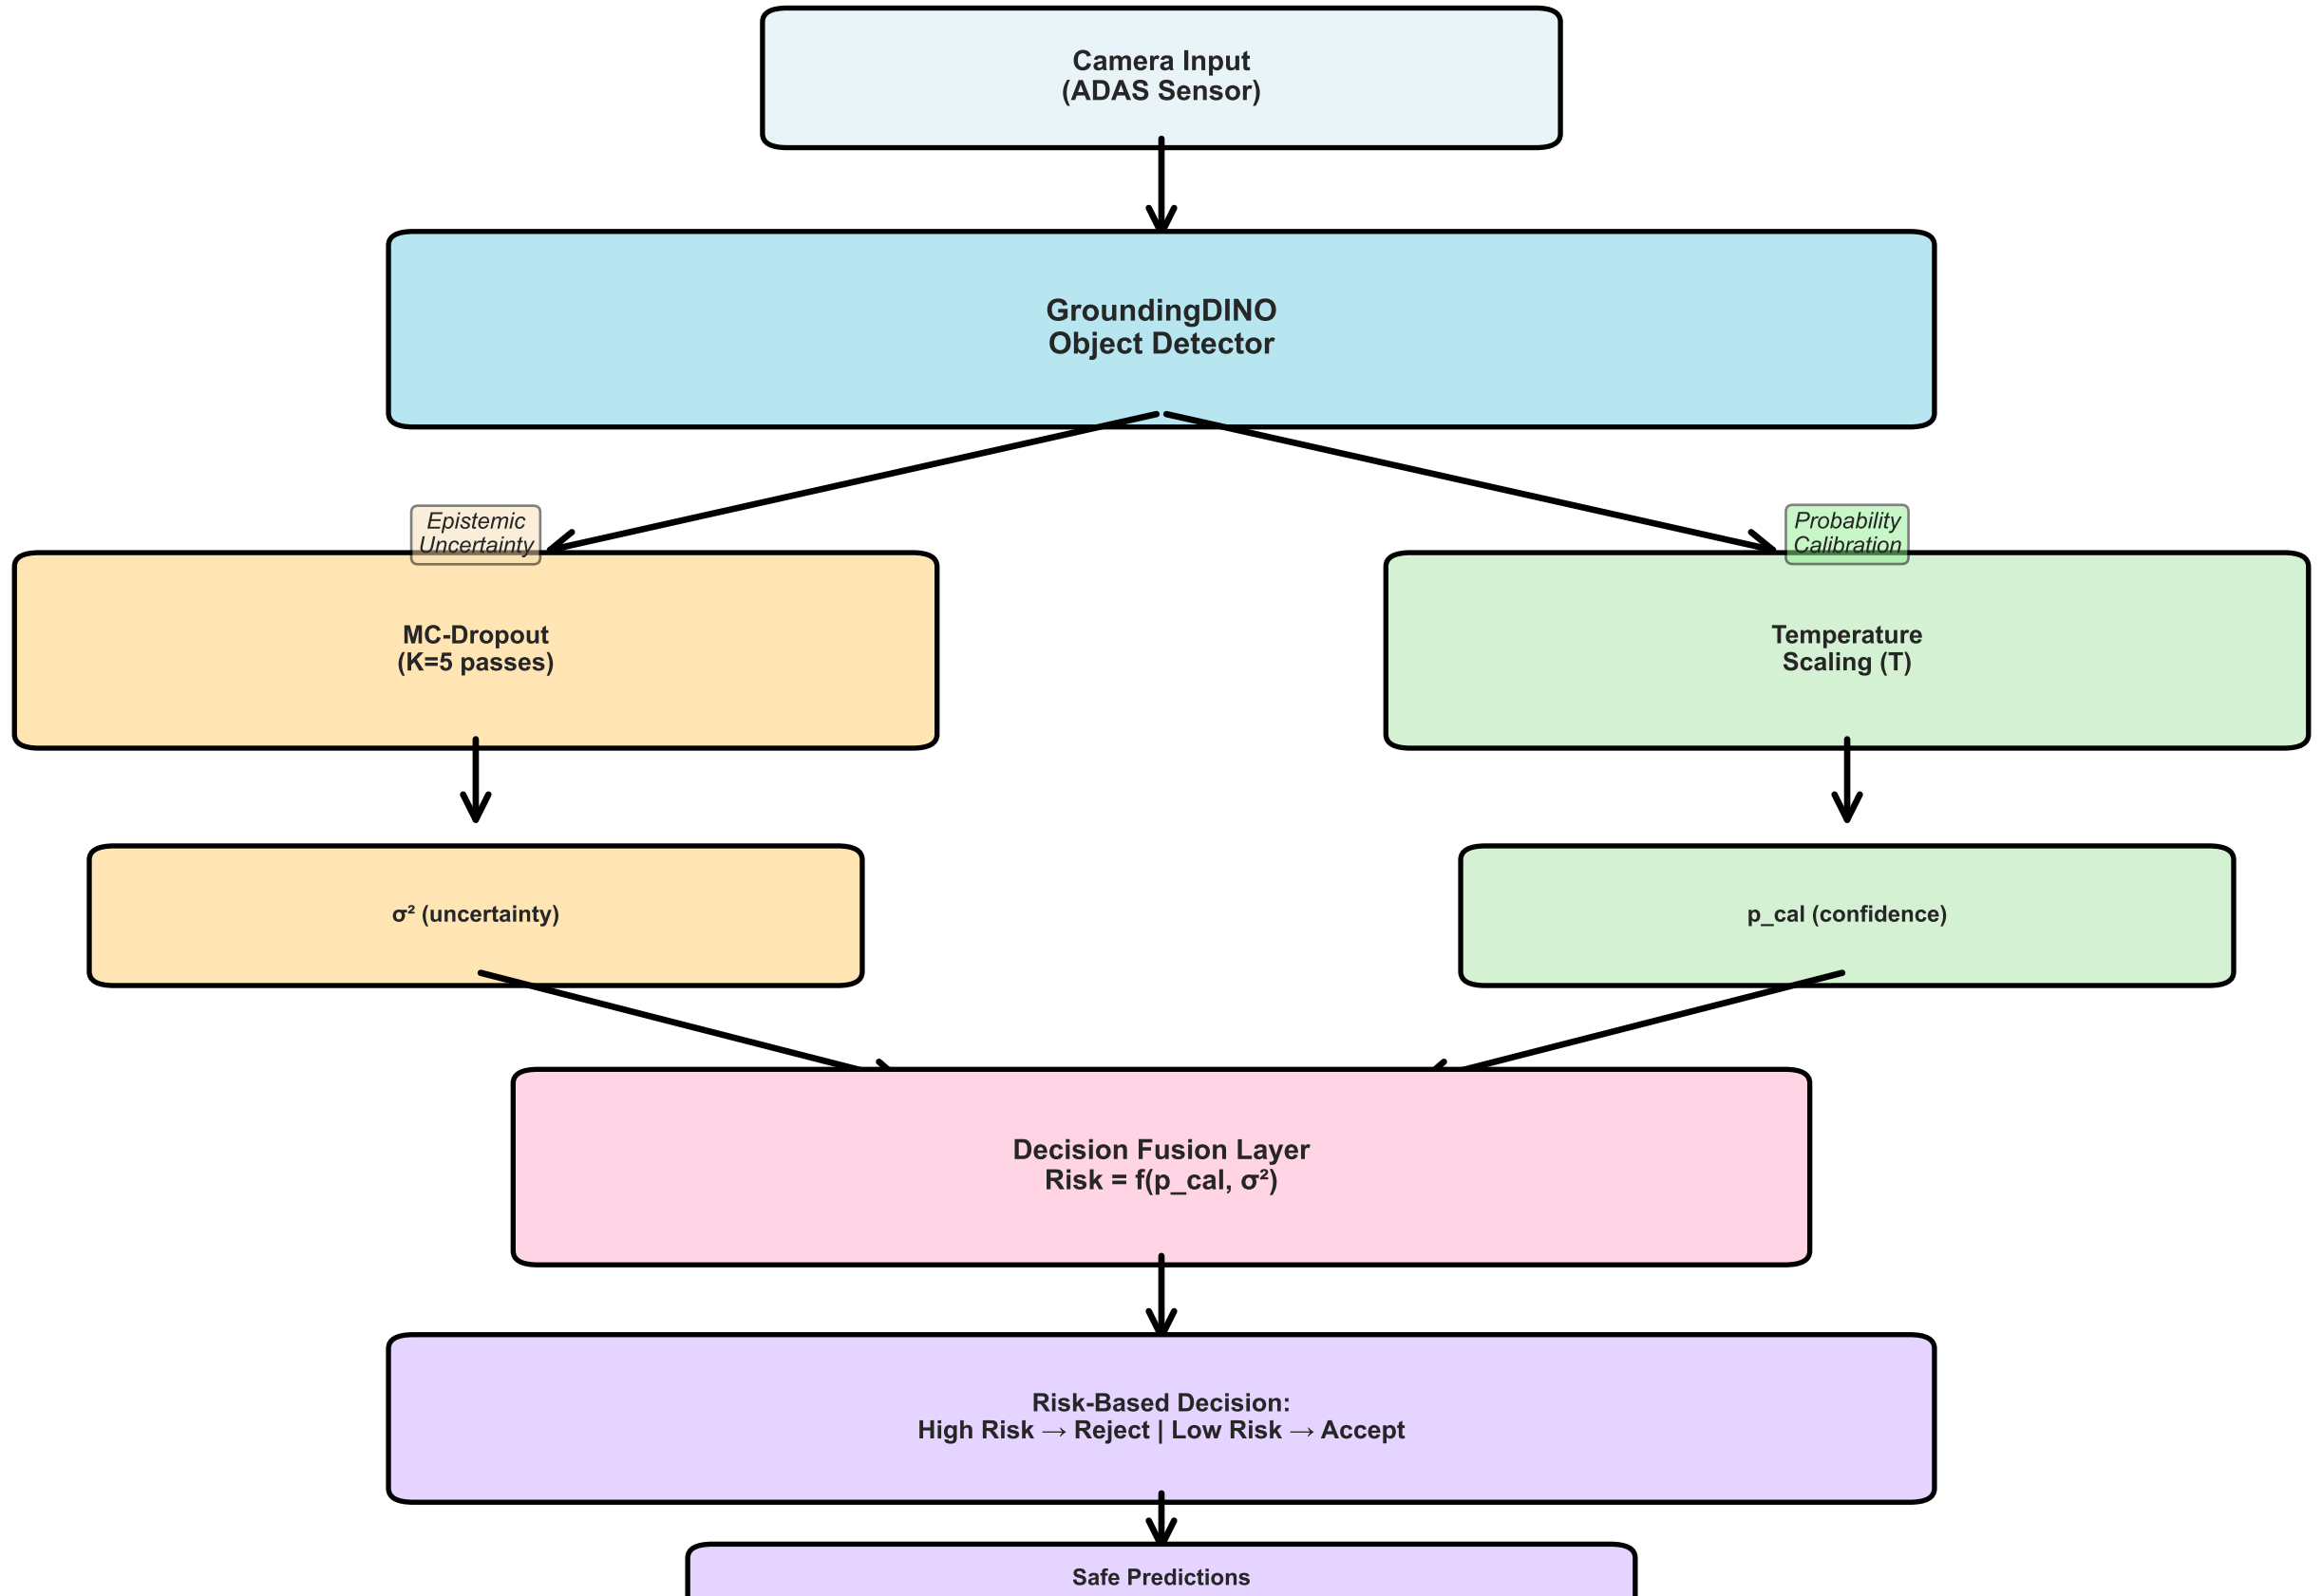 Camera Input
(ADAS Sensor)
GroundingDINO
Object Detector
Epistemic
Uncertainty
Probability
Calibration
MC-Dropout
(K=5 passes)
Temperature
Scaling (T)
σ² (uncertainty)
p_cal (confidence)
Decision Fusion Layer
Risk = f(p_cal, σ²)
Risk-Based Decision:
High Risk → Reject | Low Risk → Accept
Safe Predictions